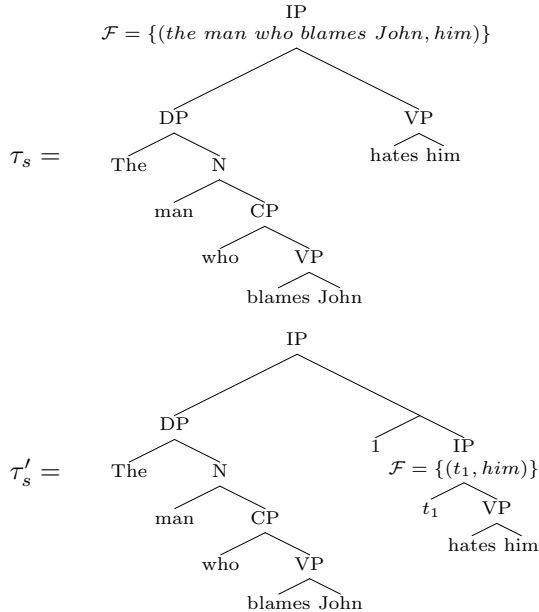 IP
𝓕 = {(the man who blames John, him)}
DP VP
τₛ = The N hates him
man CP
who VP
blames John
IP
DP
1 IP
τ′ₛ = The N 𝓕 = {(t₁, him)}
man t₁ VP
CP hates him
who VP
blames John